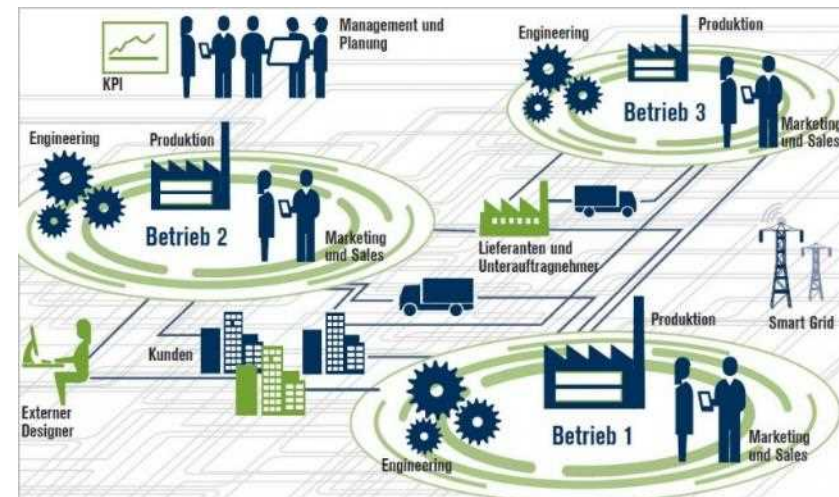 Management und
Planung
KPI
Engineering
Produktion
Betrieb 3
Marketing
und Sales
Engineering
Produktion
Betrieb 2
Marketing
und Sales
Lieferanten und
Unterauftragnehmer
Smart Grid
Kunden
Externer
Designer
Produktion
Betrieb 1
Engineering
Marketing
und Sales